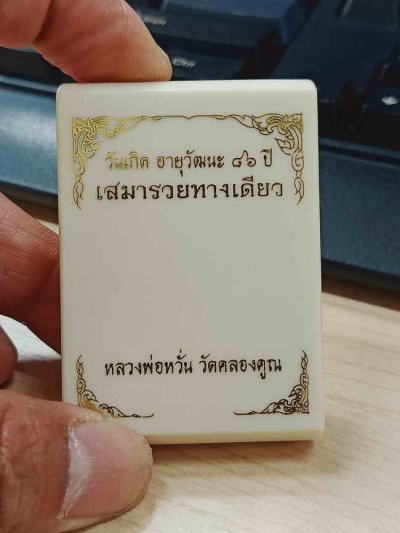 วันเกิด อายุวัฒนะ ๘๖ ปี
เสมารวยทางเดียว
หลวงพ่อหวั่น วัดคลองคูณ